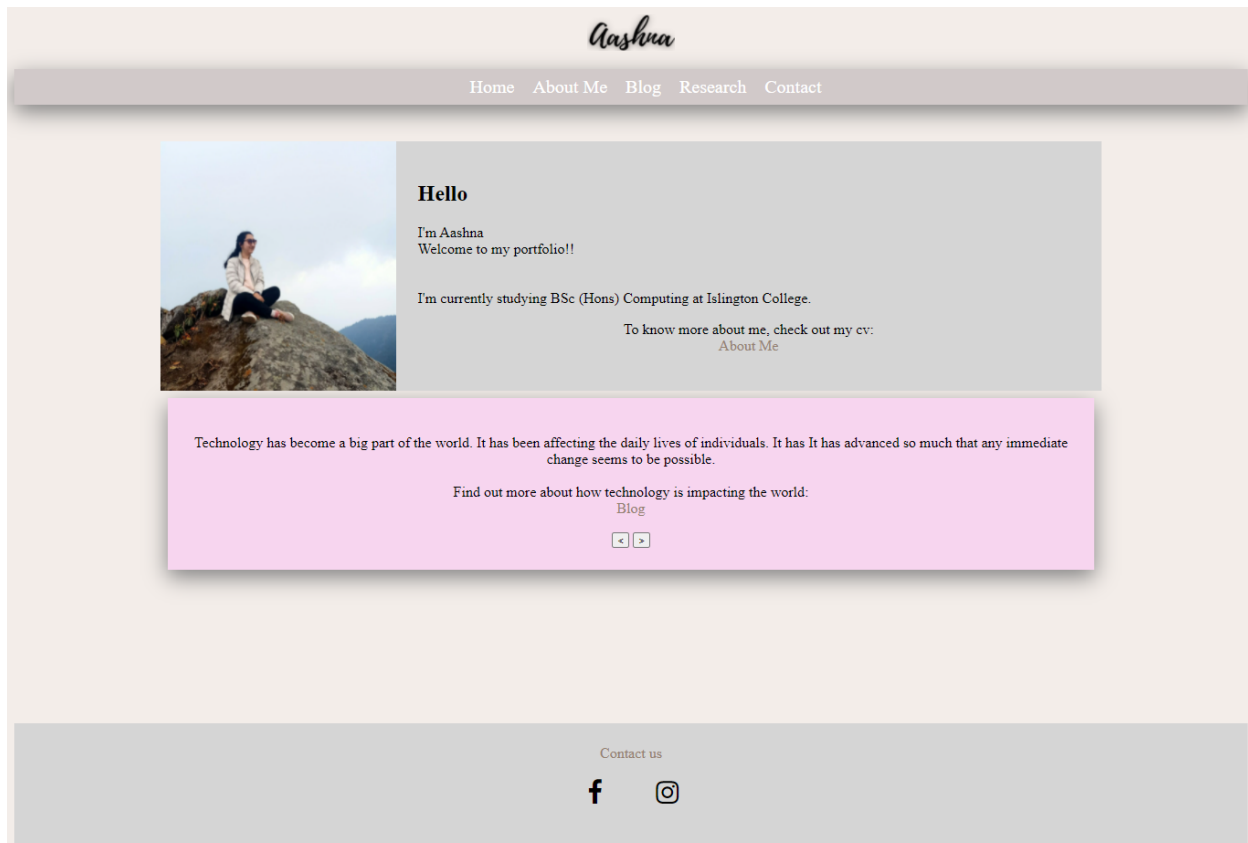 Aashna
Home About Me Blog Research Contact
Hello
I'm Aashna
Welcome to my portfolio!!
I'm currently studying BSc (Hons) Computing at Islington College.
To know more about me, check out my cv:
About Me
Technology has become a big part of the world. It has been affecting the daily lives of individuals. It has It has advanced so much that any immediate
change seems to be possible.
Find out more about how technology is impacting the world:
Blog
< >
Contact us